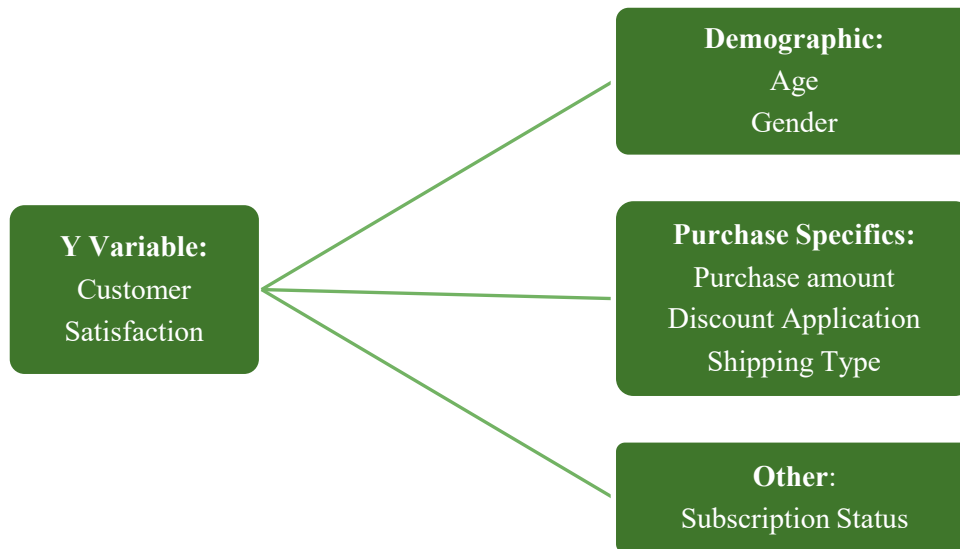 Demographic:
Age
Gender
Y Variable:
Customer
Satisfaction
Purchase Specifics:
Purchase amount
Discount Application
Shipping Type
Other:
Subscription Status